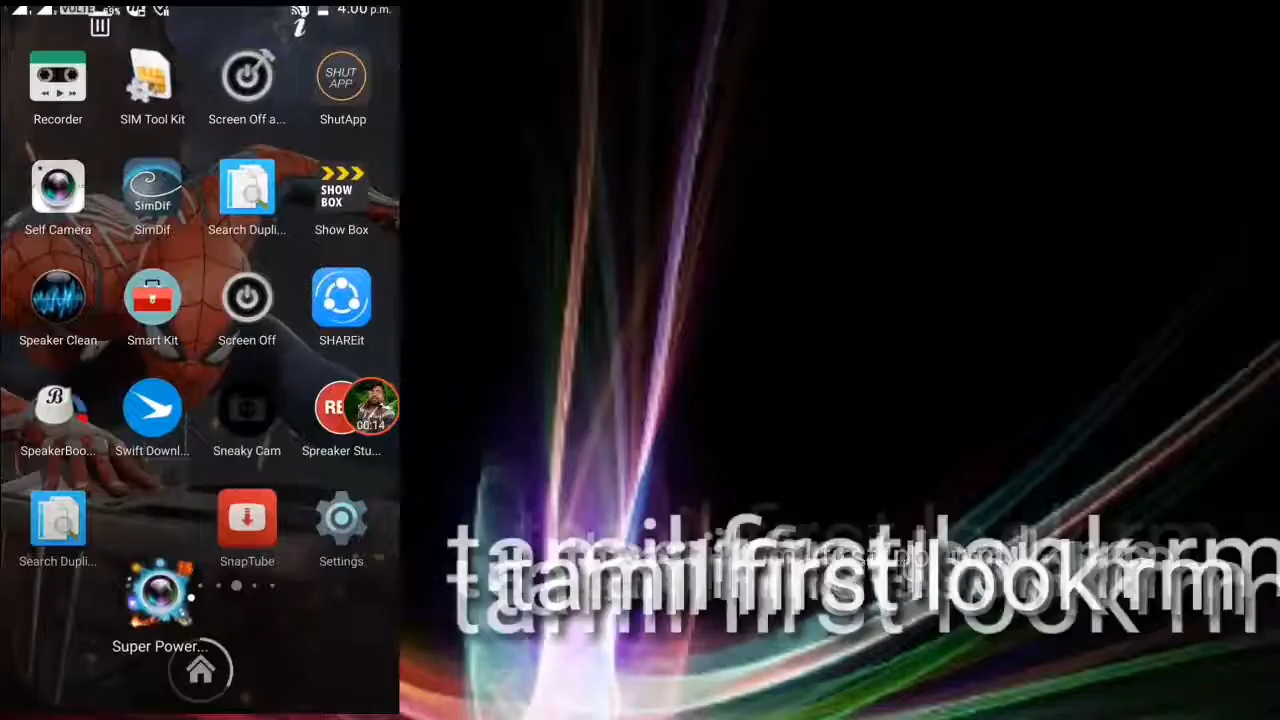 VOLTE 4:00 p.m.
Recorder SIM Tool Kit Screen Off a... ShutApp
SHUT
APP
Self Camera SimDif Search Dupli... Show Box
SimDif
SHOW
BOX
Speaker Clean Smart Kit Screen Off SHAREit
B
RE
00:14
SpeakerBoo... Swift Downl... Sneaky Cam Spreaker Stu...
Search Dupli... SnapTube Settings
Super Power...
tamil first look rm